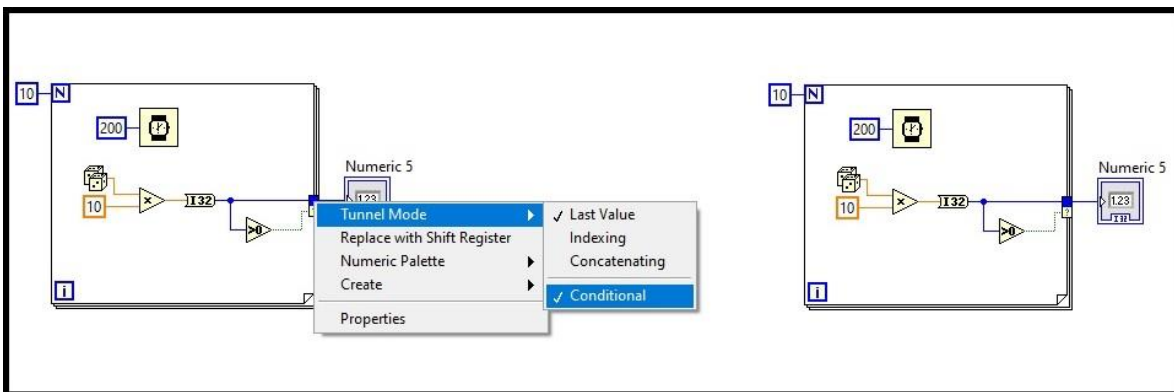 10
N
200
10
I32
>0
i
?
Numeric 5
1.23
Tunnel Mode
Replace with Shift Register
Numeric Palette
Create
Properties
Last Value
Indexing
Concatenating
Conditional
10
N
200
10
I32
>0
i
?
Numeric 5
1.23
I32